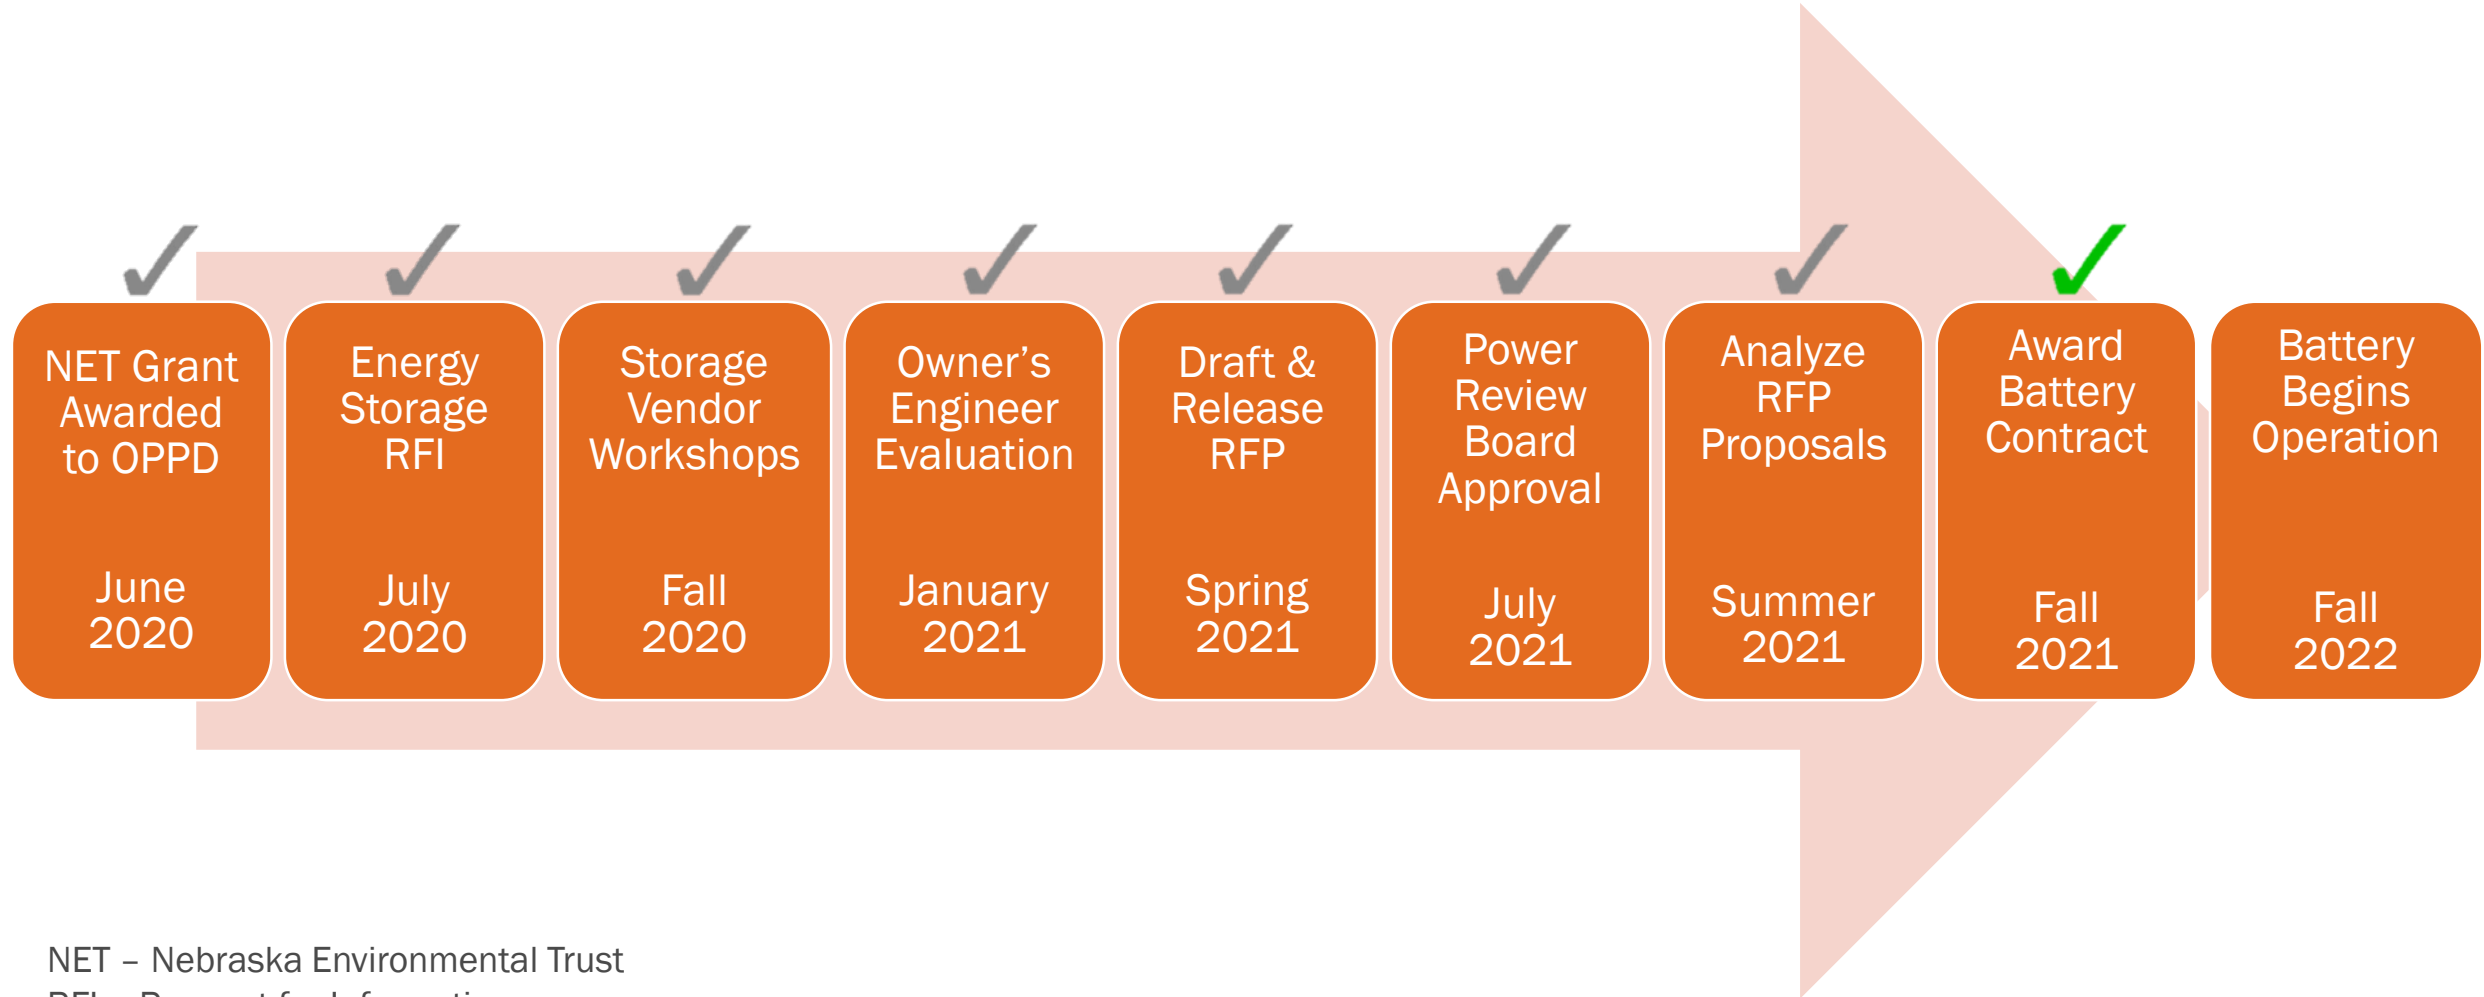 NET Grant
Awarded
to OPPD
June
2020
Energy
Storage
RFI
July
2020
Storage
Vendor
Workshops
Fall
2020
Owner’s
Engineer
Evaluation
January
2021
Draft &
Release
RFP
Spring
2021
Power
Review
Board
Approval
July
2021
Analyze
RFP
Proposals
Summer
2021
Award
Battery
Contract
Fall
2021
Battery
Begins
Operation
Fall
2022
NET – Nebraska Environmental Trust